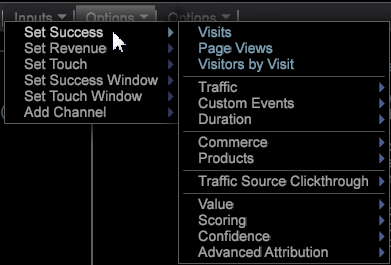 Inputs Options Options
Set Success
Set Revenue
Set Touch
Set Success Window
Set Touch Window
Add Channel
Visits
Page Views
Visitors by Visit
Traffic
Custom Events
Duration
Commerce
Products
Traffic Source Clickthrough
Value
Scoring
Confidence
Advanced Attribution